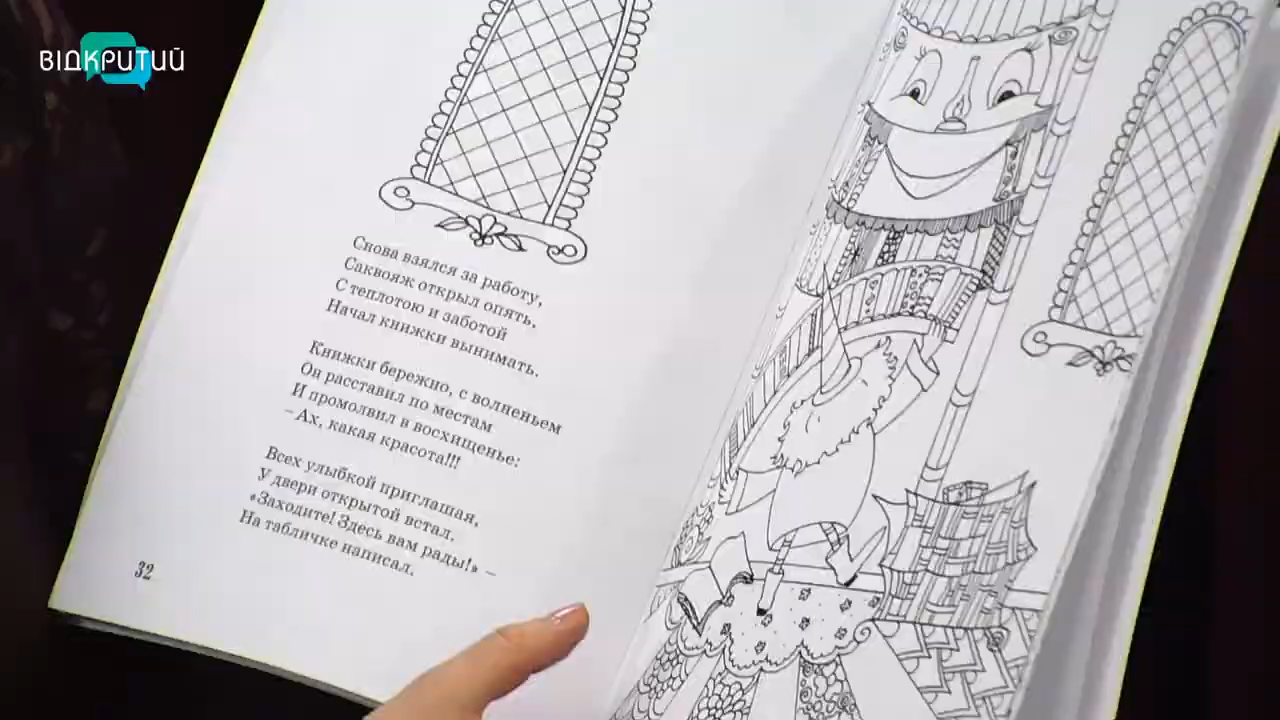 ВІДКРИТИЙ
Снова взялся за работу,
Саквояж открыл опять,
С теплотою и заботой
Начал книжки вынимать.
Книжки бережно, с волненьем
Он расставил по местам
И промолвил в восхищенье:
– Ах, какая красота!!!
Всех улыбкой приглашая,
У двери открытой встал.
«Заходите! Здесь вам рады!» –
На табличке написал.
32